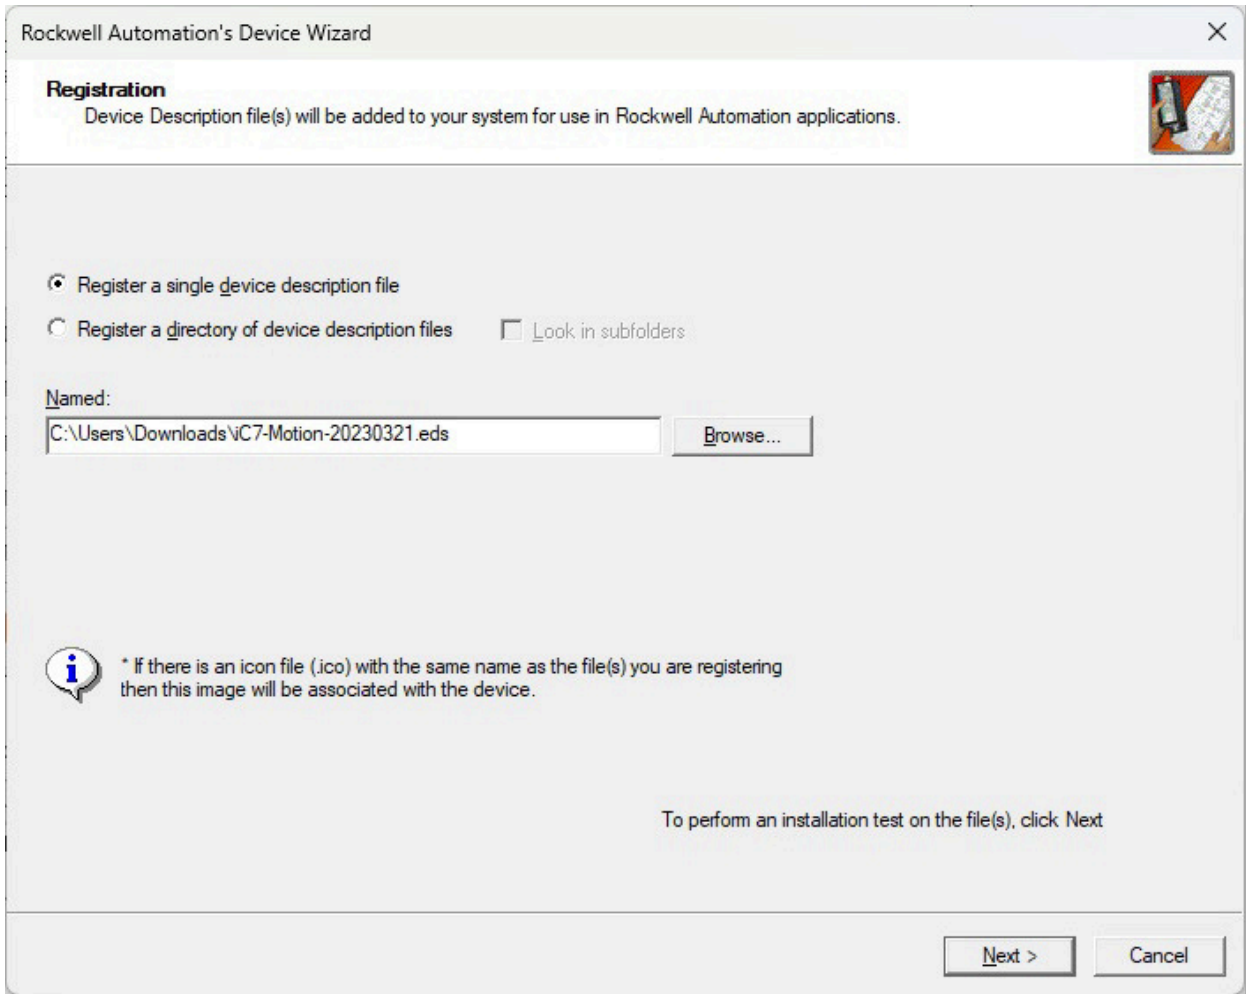 Rockwell Automation's Device Wizard
Registration
Device Description file(s) will be added to your system for use in Rockwell Automation applications.
Register a single device description file
Register a directory of device description files
Look in subfolders
Named:
C:\Users\Downloads\iC7-Motion-20230321.eds
Browse...
* If there is an icon file (.ico) with the same name as the file(s) you are registering
then this image will be associated with the device.
To perform an installation test on the file(s), click Next
Next >
Cancel